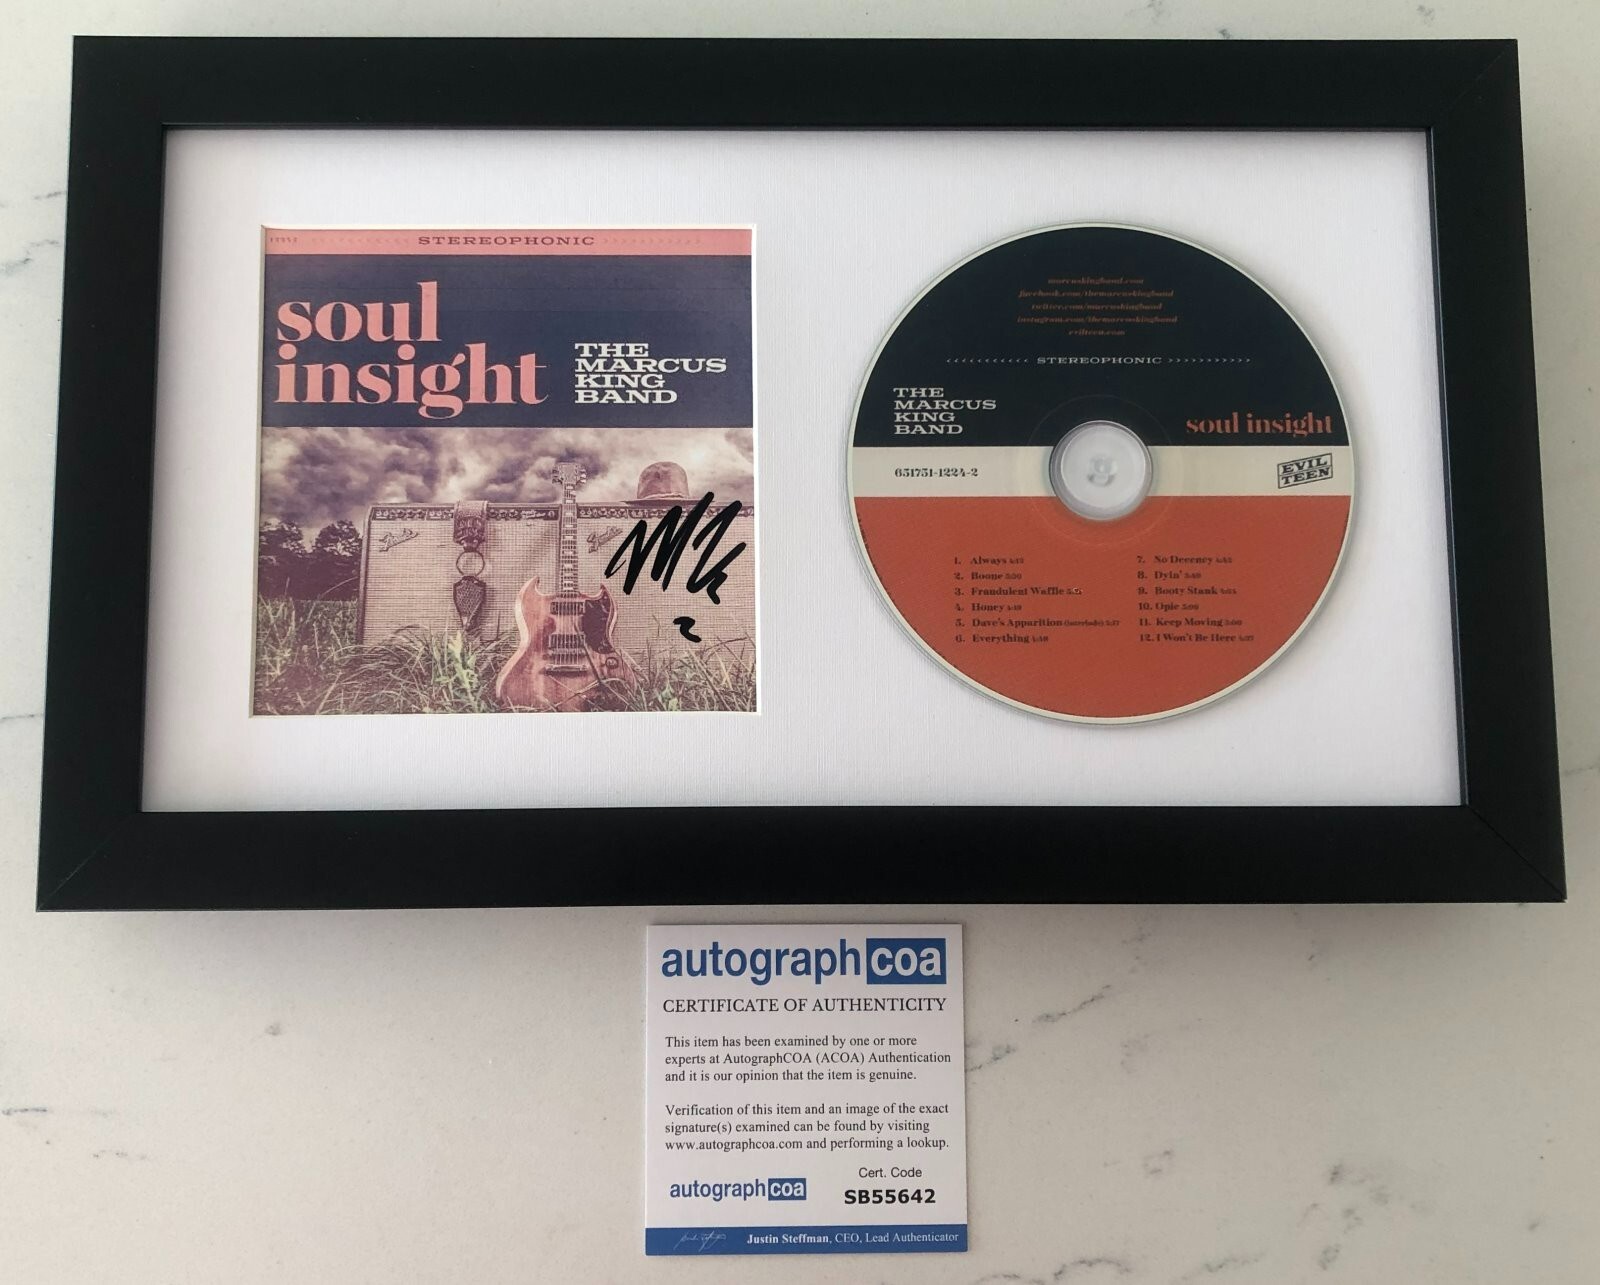 STEREOPHONIC
soul
insight
THE
MARCUS
KING
BAND
Fender
Fender
marcuskingband.com
facebook.com/themarcuskingband
twitter.com/marcuskingband
instagram.com/themarcuskingband
evilteen.com
<<<<<<<<<<< STEREOPHONIC >>>>>>>>>>>
THE
MARCUS
KING
BAND
soul insight
651751-1224-2
EVIL
TEEN
1. Always
2. Boone
3. Fraudulent Waffle
4. Honey
5. Dave's Apparition (interlude)
6. Everything
7. No Decency
8. Dyin'
9. Booty Stank
10. Opie
11. Keep Moving
12. I Won't Be Here
autographcoa
CERTIFICATE OF AUTHENTICITY
This item has been examined by one or more
experts at AutographCOA (ACOA) Authentication
and it is our opinion that the item is genuine.
Verification of this item and an image of the exact
signature(s) examined can be found by visiting
www.autographcoa.com and performing a lookup.
autographcoa
Cert. Code
SB55642
Justin Steffman, CEO, Lead Authenticator